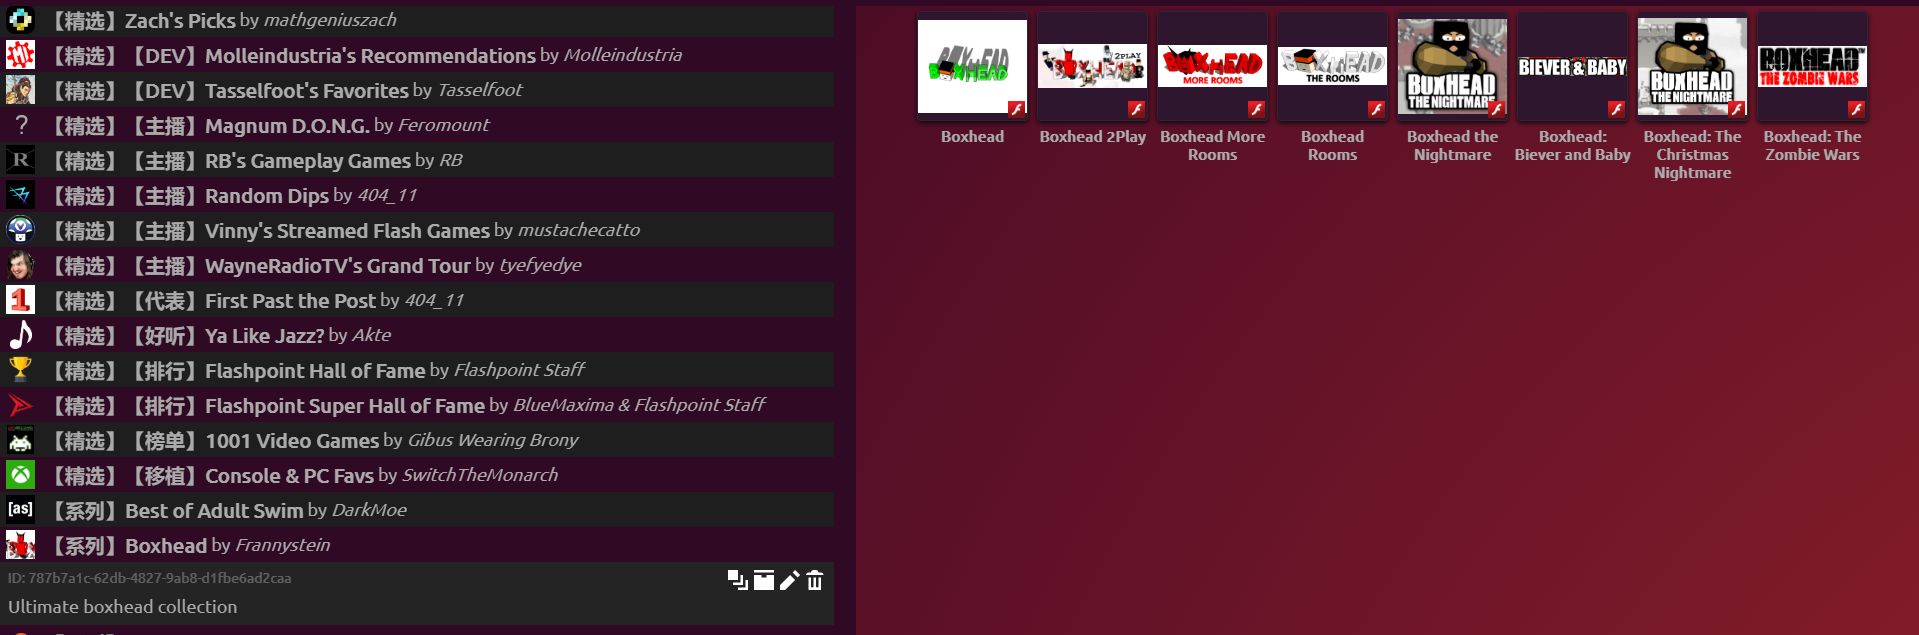 【精选】Zach's Picks by mathgeniuszach
【精选】【DEV】Molleindustria's Recommendations by Molleindustria
【精选】【DEV】Tasselfoot's Favorites by Tasselfoot
? 【精选】【主播】Magnum D.O.N.G. by Feromount
R 【精选】【主播】RB's Gameplay Games by RB
【精选】【主播】Random Dips by 404_11
【精选】【主播】Vinny's Streamed Flash Games by mustachecatto
【精选】【主播】WayneRadioTV's Grand Tour by tyefyedye
1 【精选】【代表】First Past the Post by 404_11
【精选】【好听】Ya Like Jazz? by Akte
【精选】【排行】Flashpoint Hall of Fame by Flashpoint Staff
【精选】【排行】Flashpoint Super Hall of Fame by BlueMaxima & Flashpoint Staff
【精选】【榜单】1001 Video Games by Gibus Wearing Brony
【精选】【移植】Console & PC Favs by SwitchTheMonarch
[as] 【系列】Best of Adult Swim by DarkMoe
【系列】Boxhead by Frannystein
ID: 787b7a1c-62db-4827-9ab8-d1fbe6ad2caa
Ultimate boxhead collection
BOXHEAD
BOXHEAD
Boxhead
2PLAY
BOXHEAD
Boxhead 2Play
BOXHEAD
MORE ROOMS
Boxhead More
Rooms
BOXHEAD
THE ROOMS
Boxhead
Rooms
BOXHEAD
THE NIGHTMARE
Boxhead the
Nightmare
BIEVER & BABY
Boxhead:
Biever and Baby
BOXHEAD
THE NIGHTMARE
Boxhead: The
Christmas
Nightmare
BOXHEAD™
THE ZOMBIE WARS
Boxhead: The
Zombie Wars